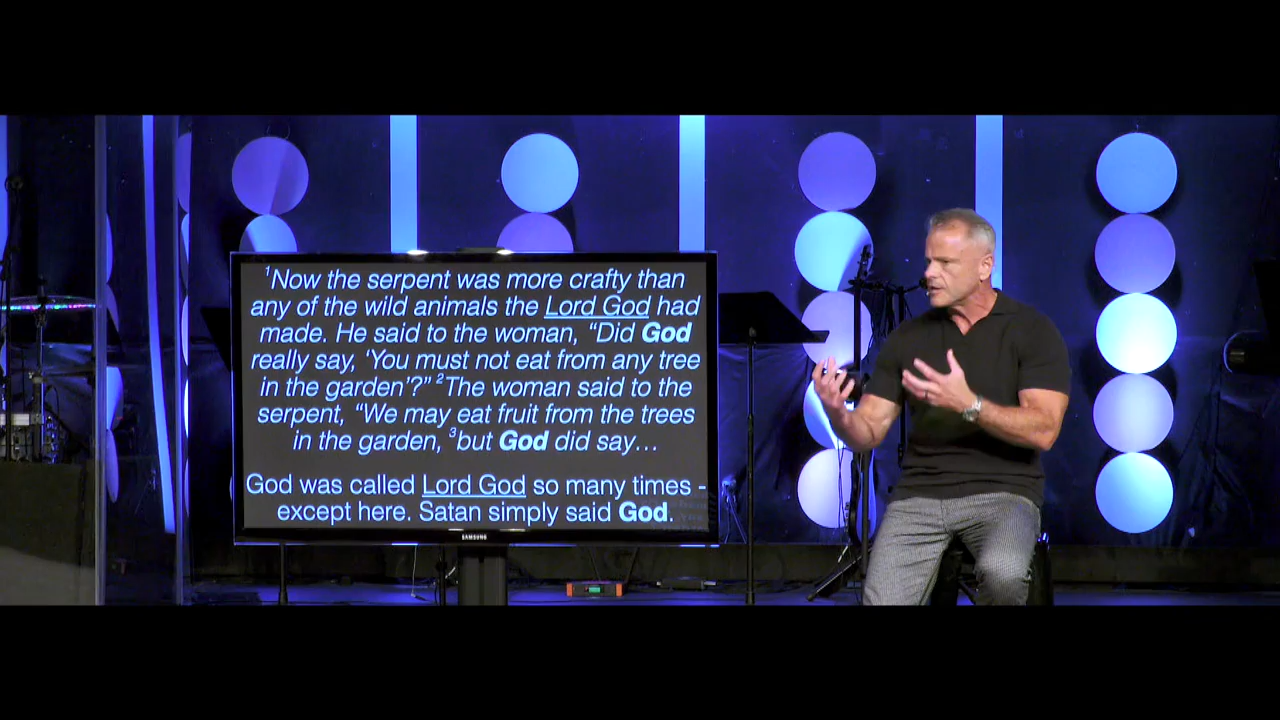 ¹Now the serpent was more crafty than
any of the wild animals the Lord God had
made. He said to the woman, “Did God
really say, ‘You must not eat from any tree
in the garden’?” ²The woman said to the
serpent, “We may eat fruit from the trees
in the garden, ³but God did say…
God was called Lord God so many times -
except here. Satan simply said God.
SAMSUNG